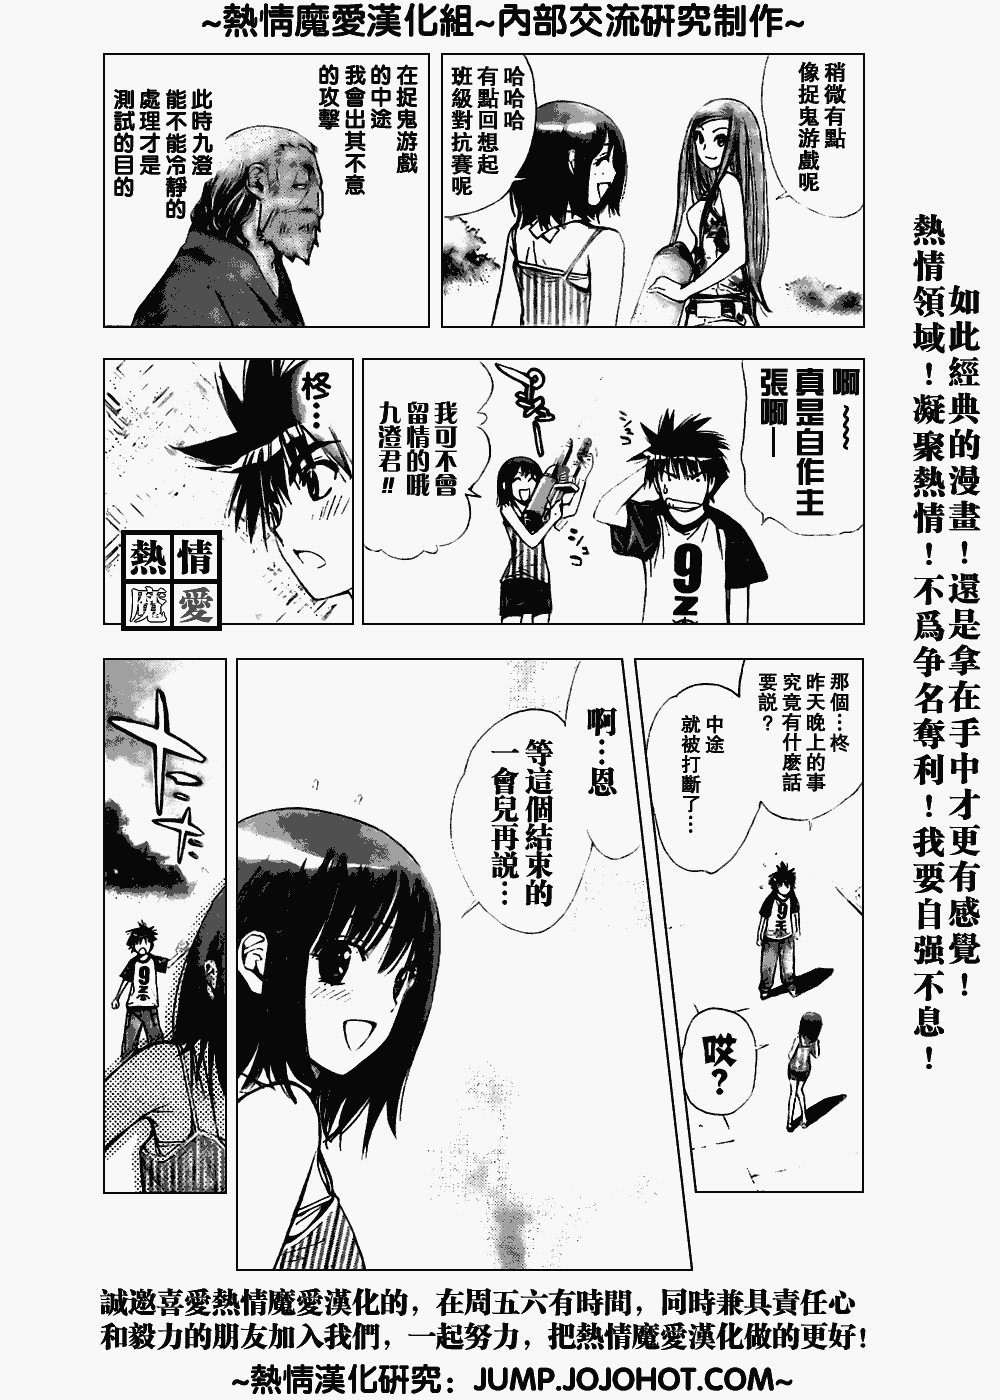 ~熱情魔愛漢化組~內部交流研究制作~
稍微有點
像捉鬼游戲呢
哈哈哈
有點回想起
班級對抗賽呢
在捉鬼游戲
的中途
我會出其不意
的攻擊
此時九澄
能不能冷靜的
處理才是
測試的目的
啊~~~
真是自作主
張啊—
我可不會
留情的哦
九澄君!!
柊…
熱情
魔愛
那個…柊
昨天晚上的事
究竟有什麽話
要説?
中途
就被打斷了…
哎?
啊…恩
等這個結束的
一會兒再説…
如此經典的漫畫!還是拿在手中才更有感覺!
熱情領域!凝聚熱情!不爲争名奪利!我要自强不息!
誠邀喜愛熱情魔愛漢化的,在周五六有時間,同時兼具責任心
和毅力的朋友加入我們,一起努力,把熱情魔愛漢化做的更好!
~熱情漢化研究:JUMP.JOJOHOT.COM~